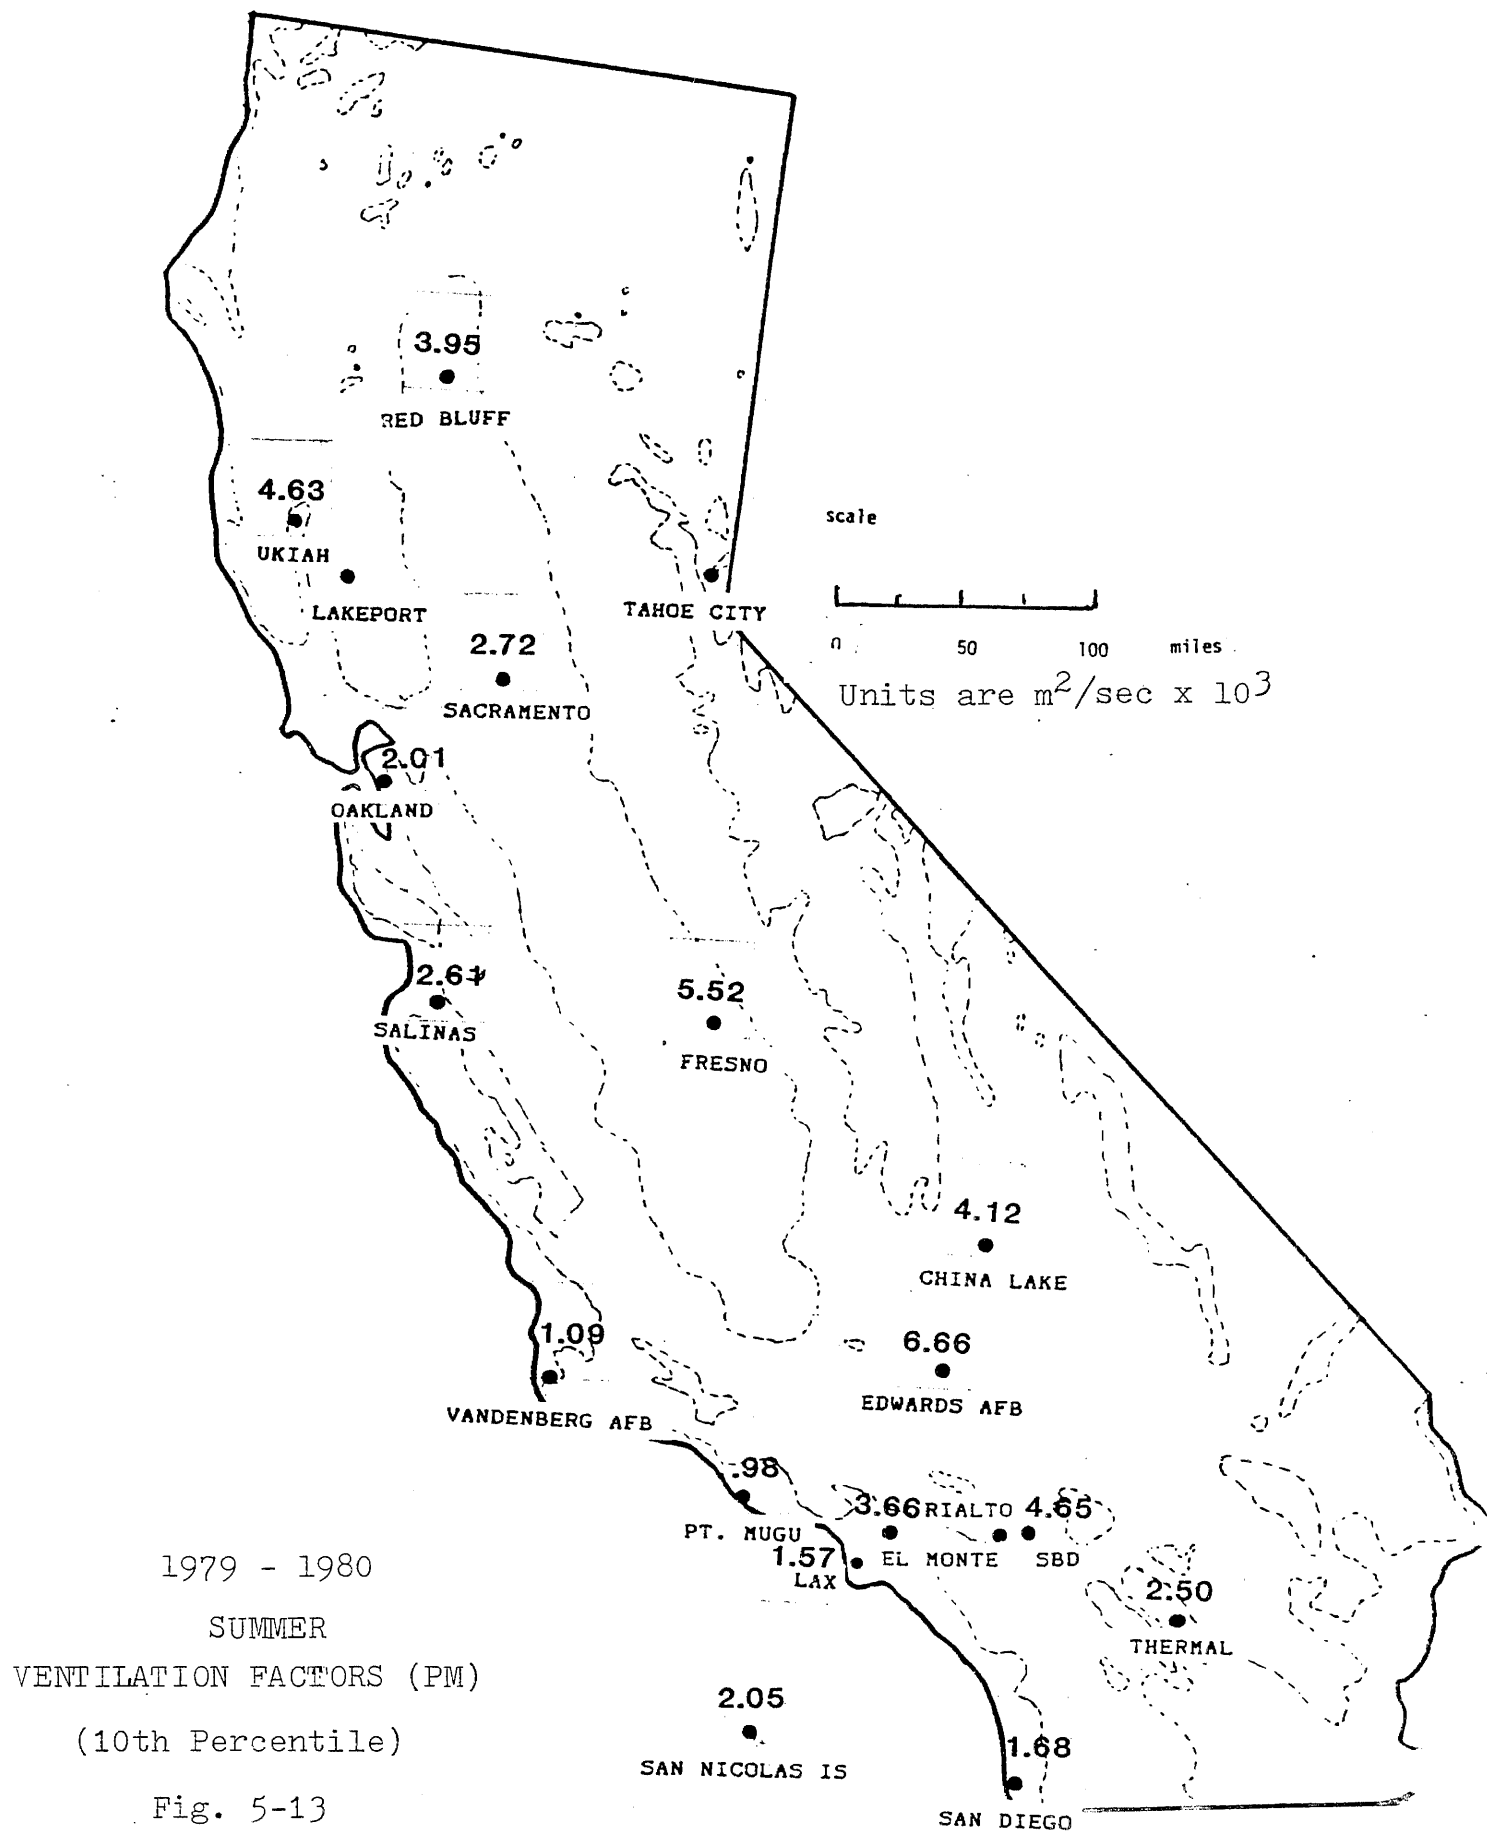 3.95
RED BLUFF
4.63
UKIAH
LAKEPORT
TAHOE CITY
scale
0 50 100 miles
Units are m²/sec x 10³
2.72
SACRAMENTO
2.01
OAKLAND
2.61
SALINAS
5.52
FRESNO
4.12
CHINA LAKE
1.09
VANDENBERG AFB
6.66
EDWARDS AFB
.98
PT. MUGU
3.66 RIALTO 4.65
EL MONTE SBD
1.57
LAX
2.50
THERMAL
2.05
SAN NICOLAS IS
1.68
SAN DIEGO
1979 - 1980
SUMMER
VENTILATION FACTORS (PM)
(10th Percentile)
Fig. 5-13